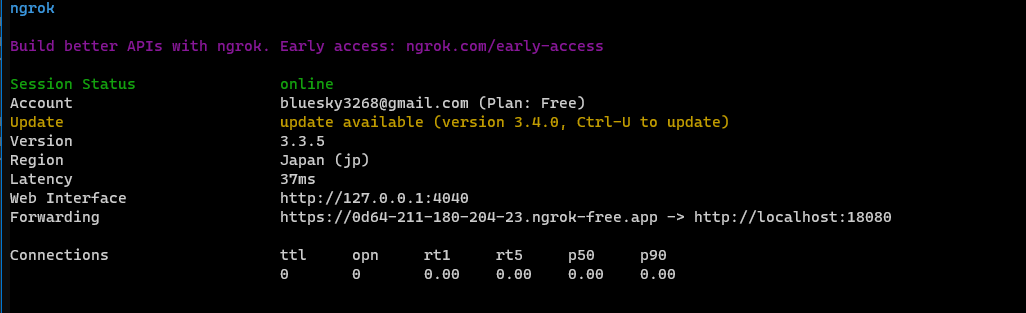 ngrok
Build better APIs with ngrok. Early access: ngrok.com/early-access
Session Status online
Account bluesky3268@gmail.com (Plan: Free)
Update update available (version 3.4.0, Ctrl-U to update)
Version 3.3.5
Region Japan (jp)
Latency 37ms
Web Interface http://127.0.0.1:4040
Forwarding https://0d64-211-180-204-23.ngrok-free.app -> http://localhost:18080
Connections ttl opn rt1 rt5 p50 p90
0 0 0.00 0.00 0.00 0.00